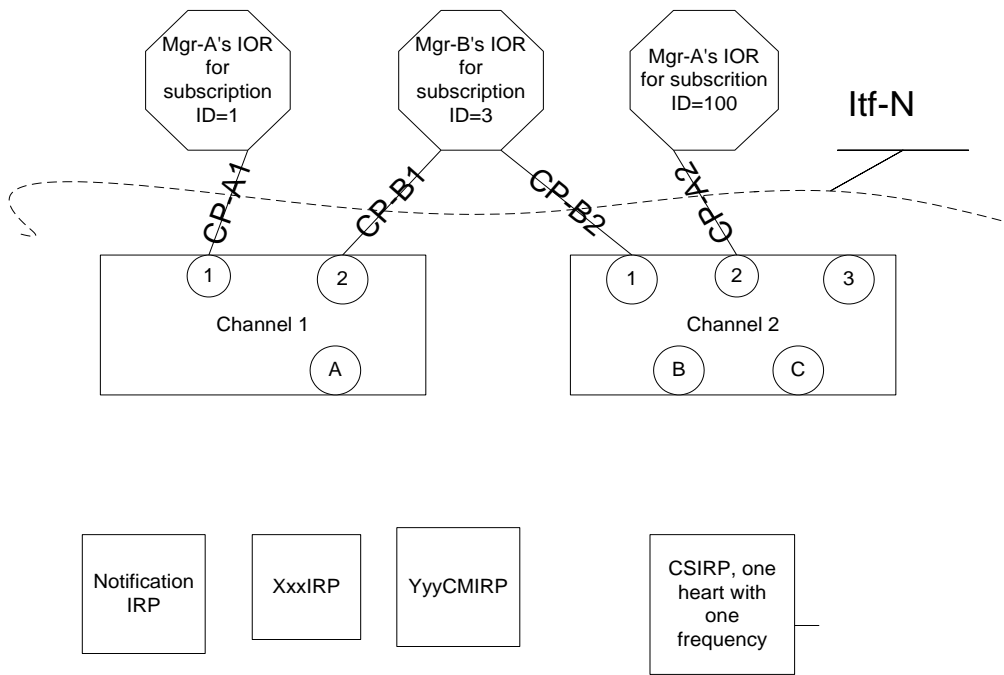 Mgr-A's IOR
for
subscription
ID=1
Mgr-B's IOR
for
subscription
ID=3
Mgr-A's IOR
for subscrition
ID=100
Itf-N
CP-A1
CP-B1
CP-B2
CP-A2
1
2
Channel 1
A
1
2
3
Channel 2
B
C
Notification
IRP
XxxIRP
YyyCMIRP
CSIRP, one
heart with
one
frequency